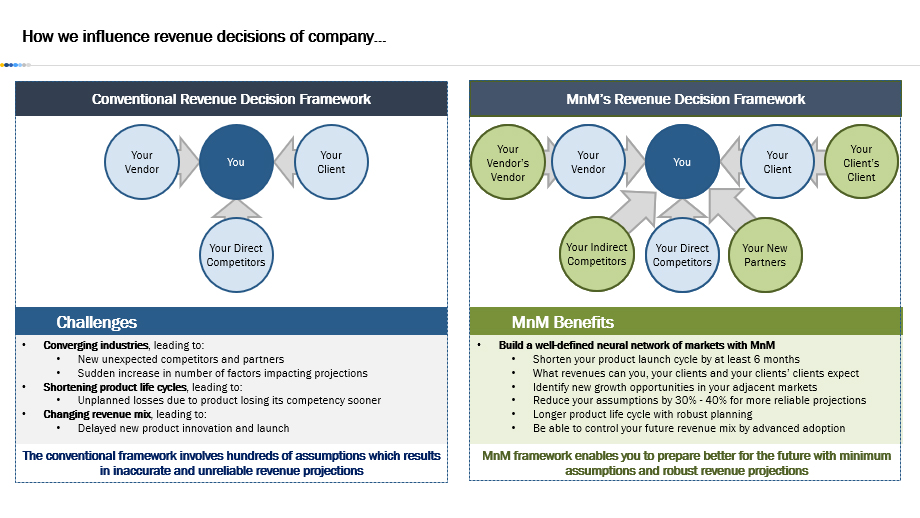 How we influence revenue decisions of company...
Conventional Revenue Decision Framework
Your
Vendor
You
Your
Client
Your Direct
Competitors
Challenges
• Converging industries, leading to:
• New unexpected competitors and partners
• Sudden increase in number of factors impacting projections
• Shortening product life cycles, leading to:
• Unplanned losses due to product losing its competency sooner
• Changing revenue mix, leading to:
• Delayed new product innovation and launch
The conventional framework involves hundreds of assumptions which results
in inaccurate and unreliable revenue projections
MnM's Revenue Decision Framework
Your
Vendor's
Vendor
Your
Vendor
You
Your
Client
Your
Client's
Client
Your Indirect
Competitors
Your Direct
Competitors
Your New
Partners
MnM Benefits
• Build a well-defined neural network of markets with MnM
• Shorten your product launch cycle by at least 6 months
• What revenues can you, your clients and your clients' clients expect
• Identify new growth opportunities in your adjacent markets
• Reduce your assumptions by 30% - 40% for more reliable projections
• Longer product life cycle with robust planning
• Be able to control your future revenue mix by advanced adoption
MnM framework enables you to prepare better for the future with minimum
assumptions and robust revenue projections